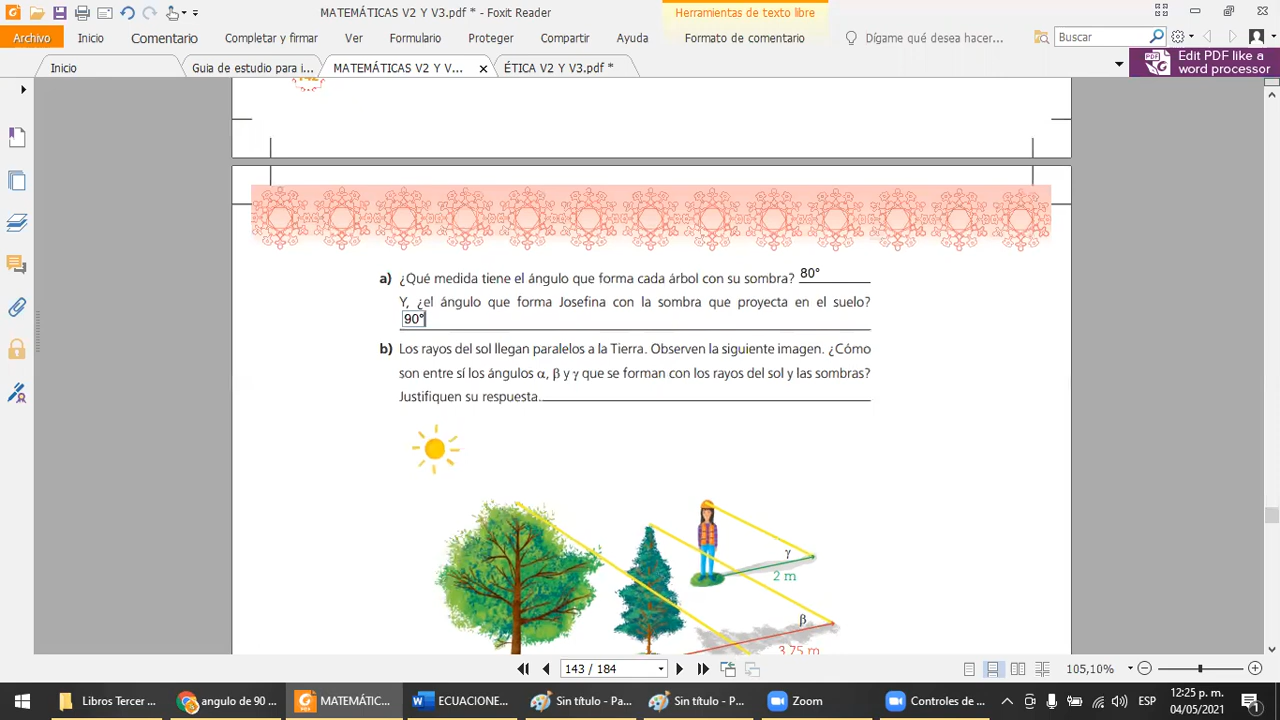 MATEMÁTICAS V2 Y V3.pdf * - Foxit Reader
Herramientas de texto libre
Archivo Inicio Comentario Completar y firmar Ver Formulario Proteger Compartir Ayuda Formato de comentario Dígame qué desea hacer... Buscar
Inicio Guia de estudio para i... MATEMÁTICAS V2 Y V... ÉTICA V2 Y V3.pdf *
Edit PDF like a
word processor
a) ¿Qué medida tiene el ángulo que forma cada árbol con su sombra? 80°
Y, ¿el ángulo que forma Josefina con la sombra que proyecta en el suelo?
90°
b) Los rayos del sol llegan paralelos a la Tierra. Observen la siguiente imagen. ¿Cómo
son entre sí los ángulos α, β y γ que se forman con los rayos del sol y las sombras?
Justifiquen su respuesta.
γ
2 m
β
3.75 m
143 / 184
105,10%
Libros Tercer ... angulo de 90 ... MATEMÁTIC... ECUACIONE... Sin título - Pa... Sin título - P... Zoom Controles de ... ESP
12:25 p. m.
04/05/2021